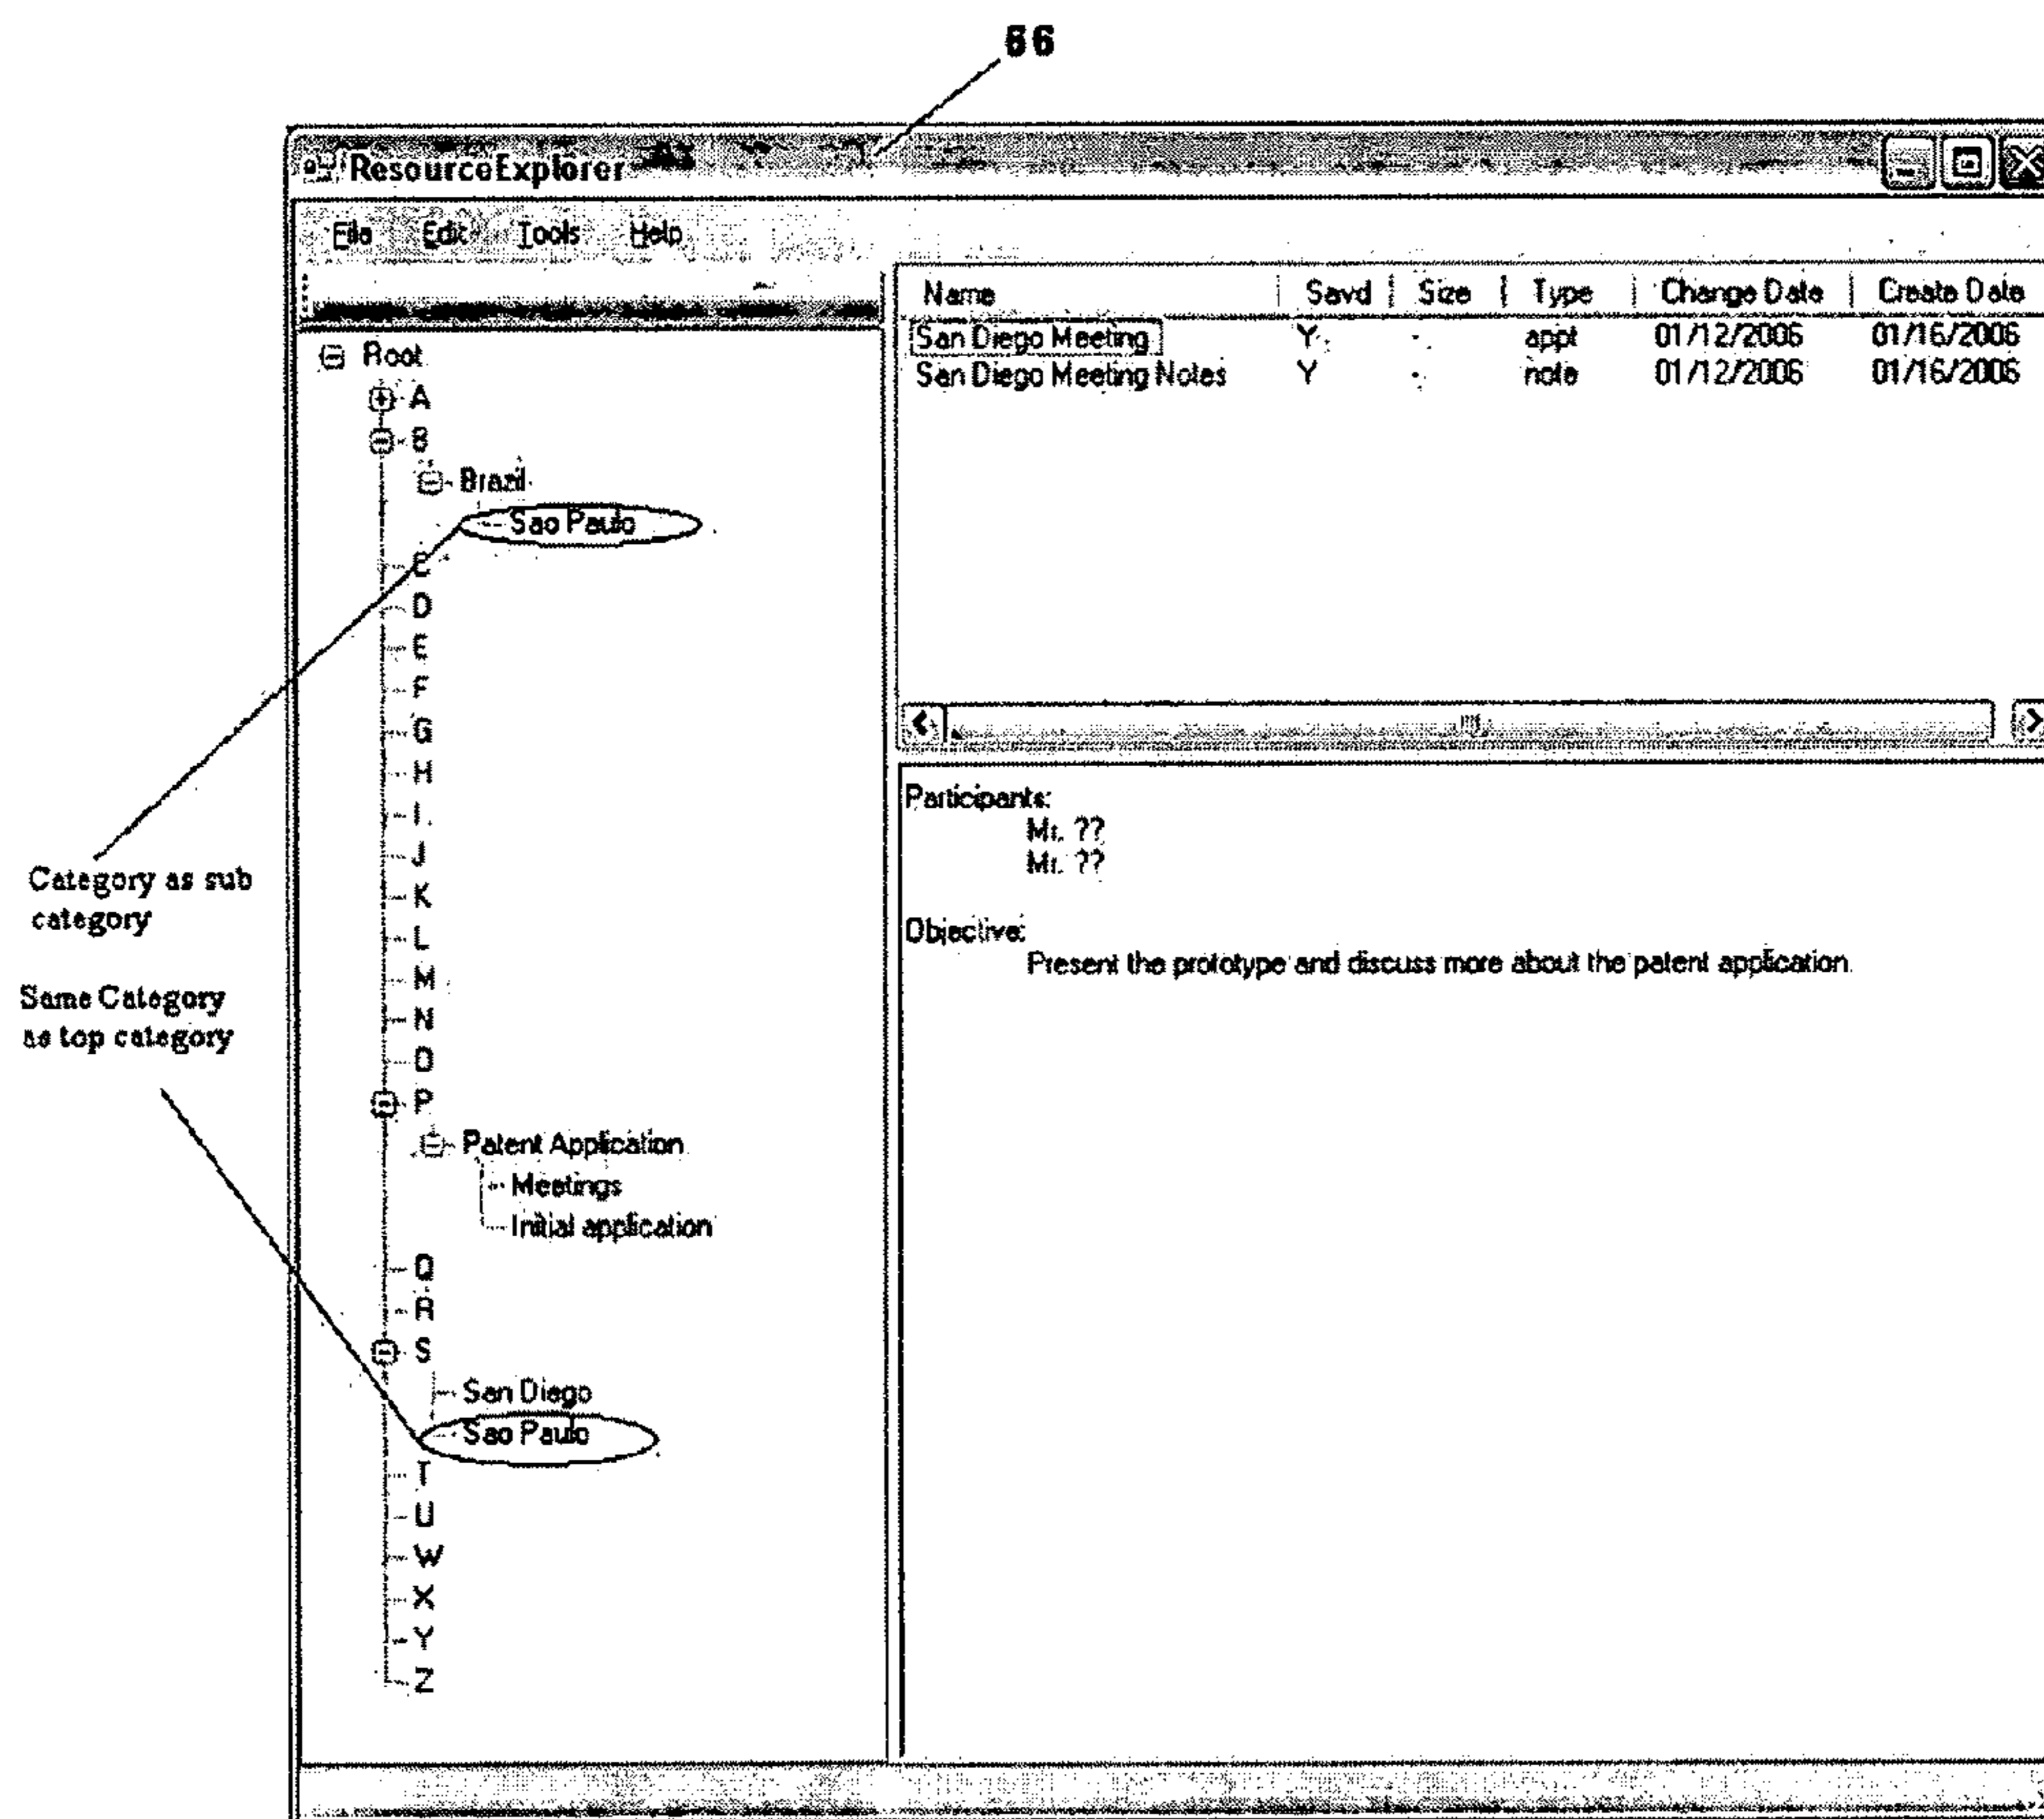 66
ResourceExplorer
File Edit Tools Help
Name Savd Size Type Change Date Create Date
San Diego Meeting Y - appt 01/12/2006 01/16/2006
San Diego Meeting Notes Y - note 01/12/2006 01/16/2006
Root
A
B
Brazil
Sao Paulo
C
D
E
F
G
H
I
J
K
L
M
N
O
P
Patent Application
Meetings
Initial application
Q
R
S
San Diego
Sao Paulo
T
U
W
X
Y
Z
Category as sub
category
Same Category
as top category
Participants:
Mr. ??
Mr. ??
Objective:
Present the prototype and discuss more about the patent application.